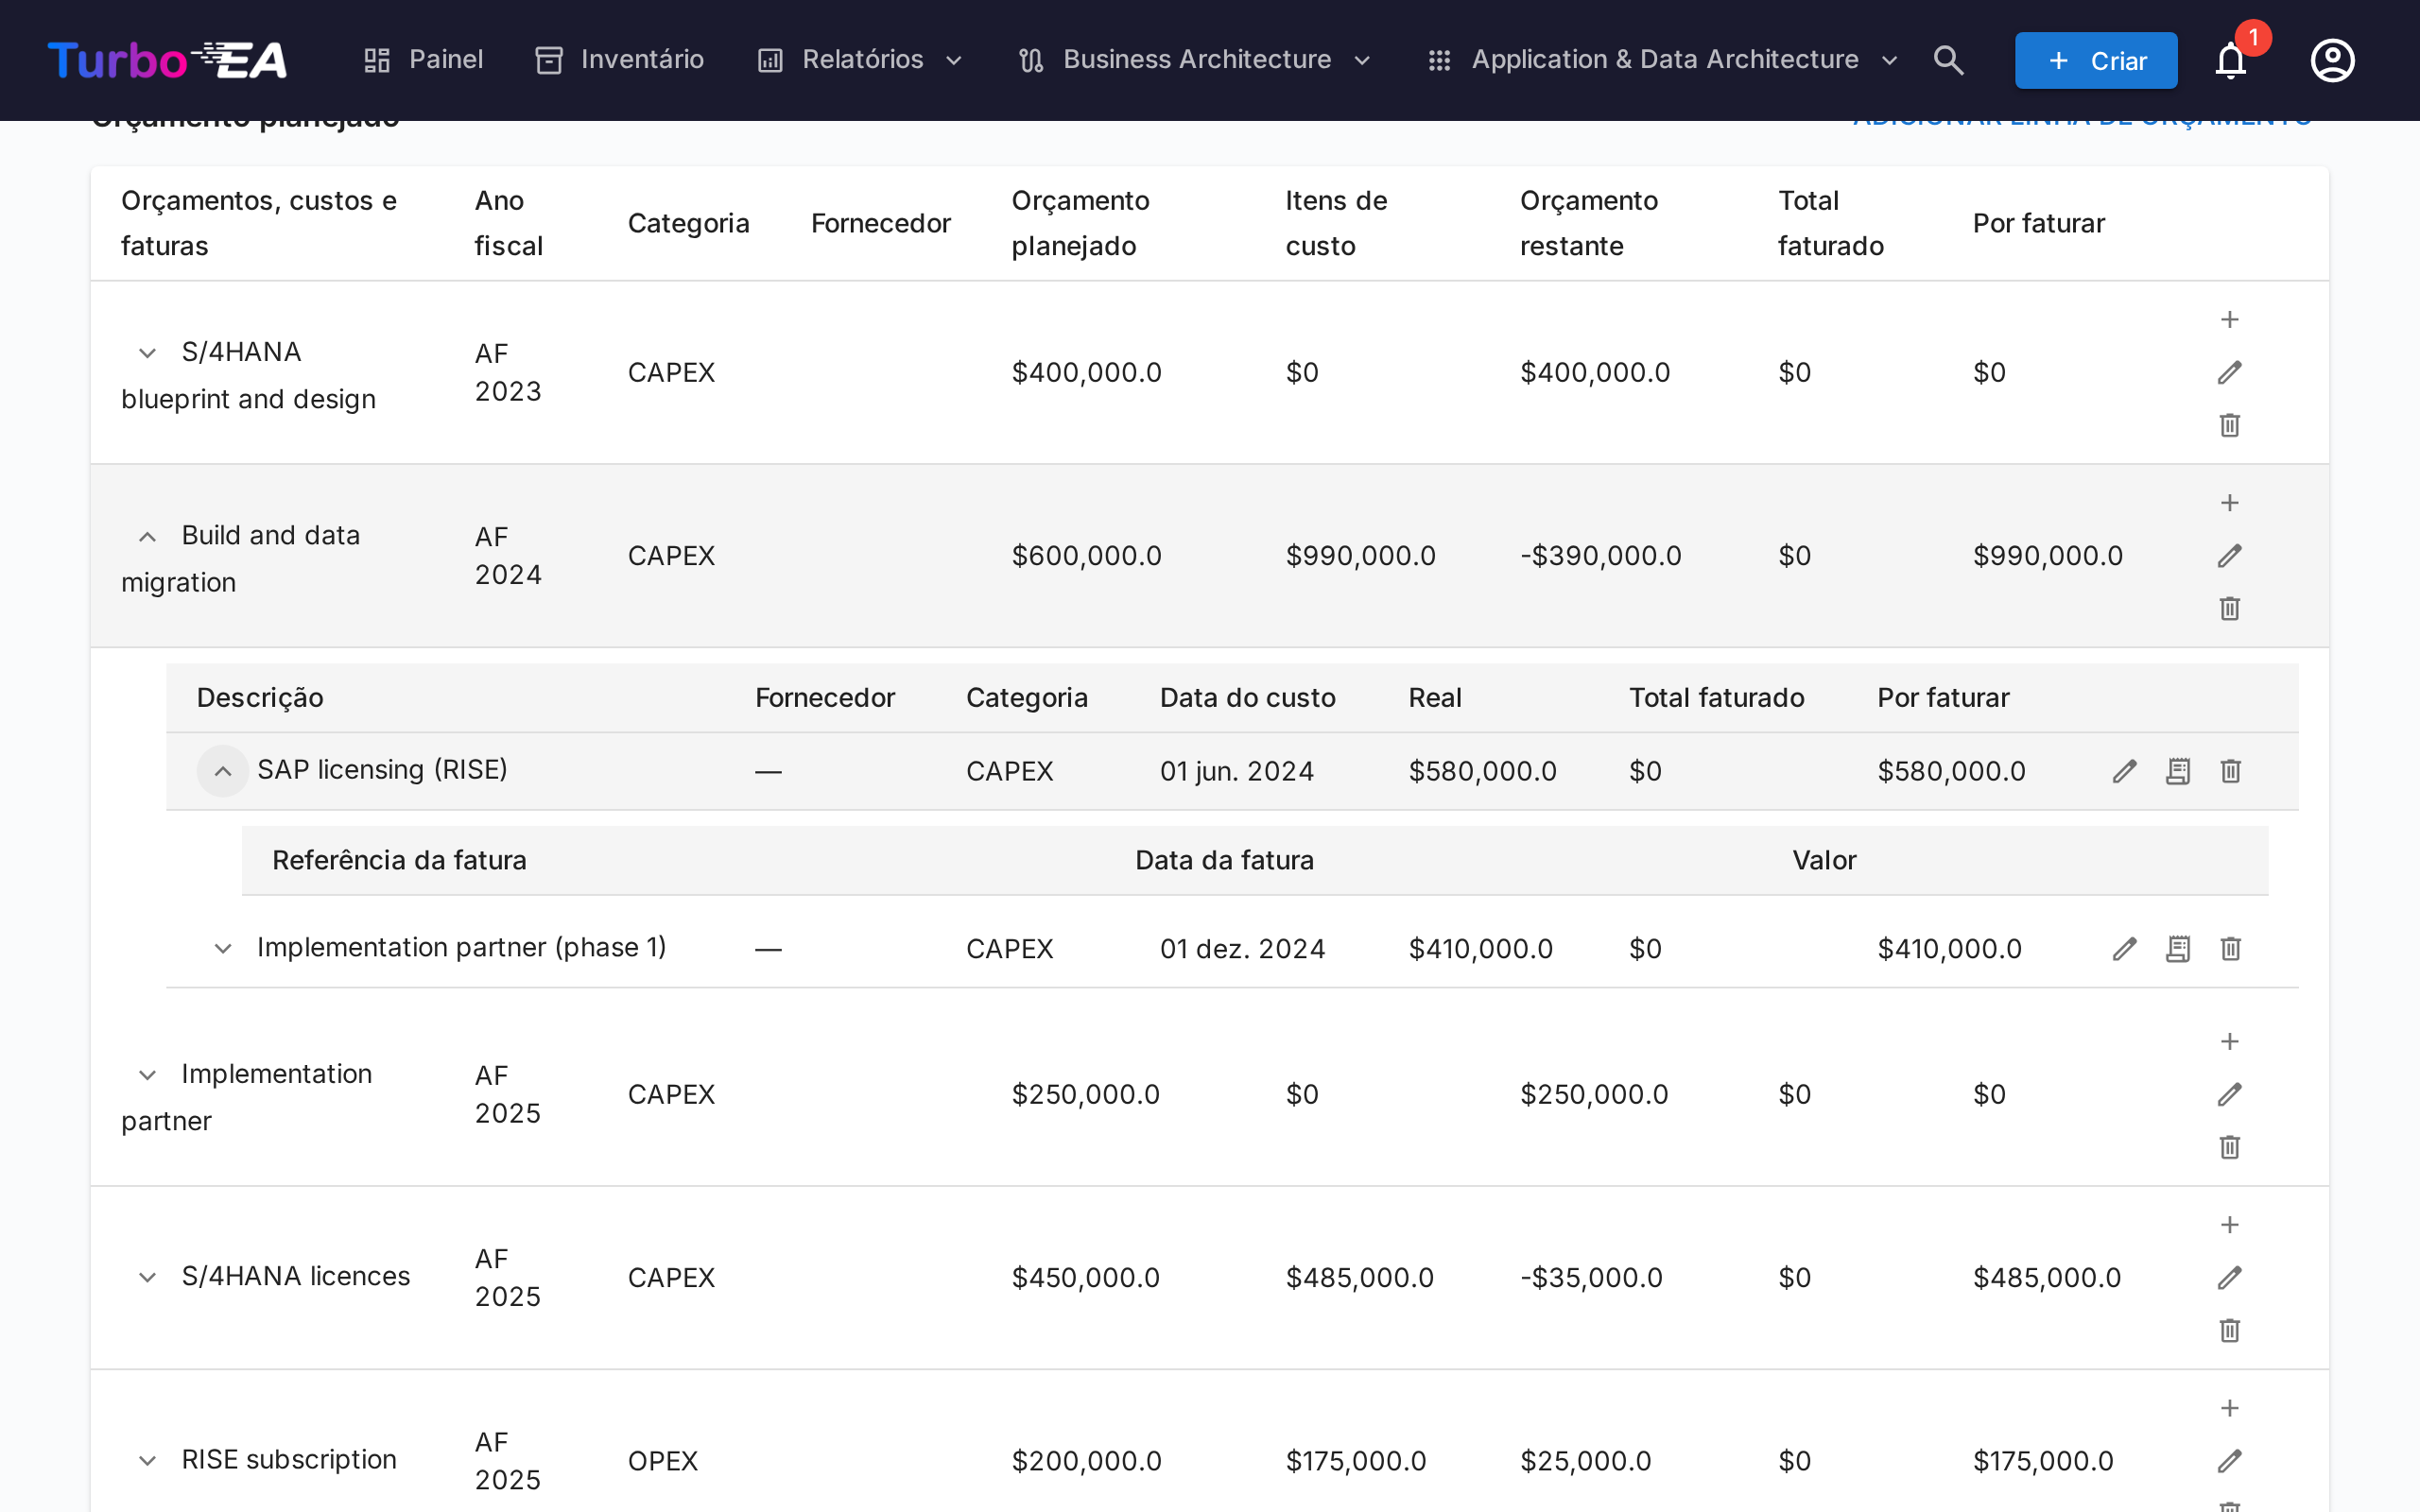 Turbo EA
Painel
Inventário
Relatórios
Business Architecture
Application & Data Architecture
+ Criar
1
Orçamento planejado
ADICIONAR LINHA DE ORÇAMENTO
Orçamentos, custos e faturas
Ano fiscal
Categoria
Fornecedor
Orçamento planejado
Itens de custo
Orçamento restante
Total faturado
Por faturar
S/4HANA blueprint and design
AF 2023
CAPEX
$400,000.0
$0
$400,000.0
$0
$0
Build and data migration
AF 2024
CAPEX
$600,000.0
$990,000.0
-$390,000.0
$0
$990,000.0
Descrição
Fornecedor
Categoria
Data do custo
Real
Total faturado
Por faturar
SAP licensing (RISE)
—
CAPEX
01 jun. 2024
$580,000.0
$0
$580,000.0
Referência da fatura
Data da fatura
Valor
Implementation partner (phase 1)
—
CAPEX
01 dez. 2024
$410,000.0
$0
$410,000.0
Implementation partner
AF 2025
CAPEX
$250,000.0
$0
$250,000.0
$0
$0
S/4HANA licences
AF 2025
CAPEX
$450,000.0
$485,000.0
-$35,000.0
$0
$485,000.0
RISE subscription
AF 2025
OPEX
$200,000.0
$175,000.0
$25,000.0
$0
$175,000.0